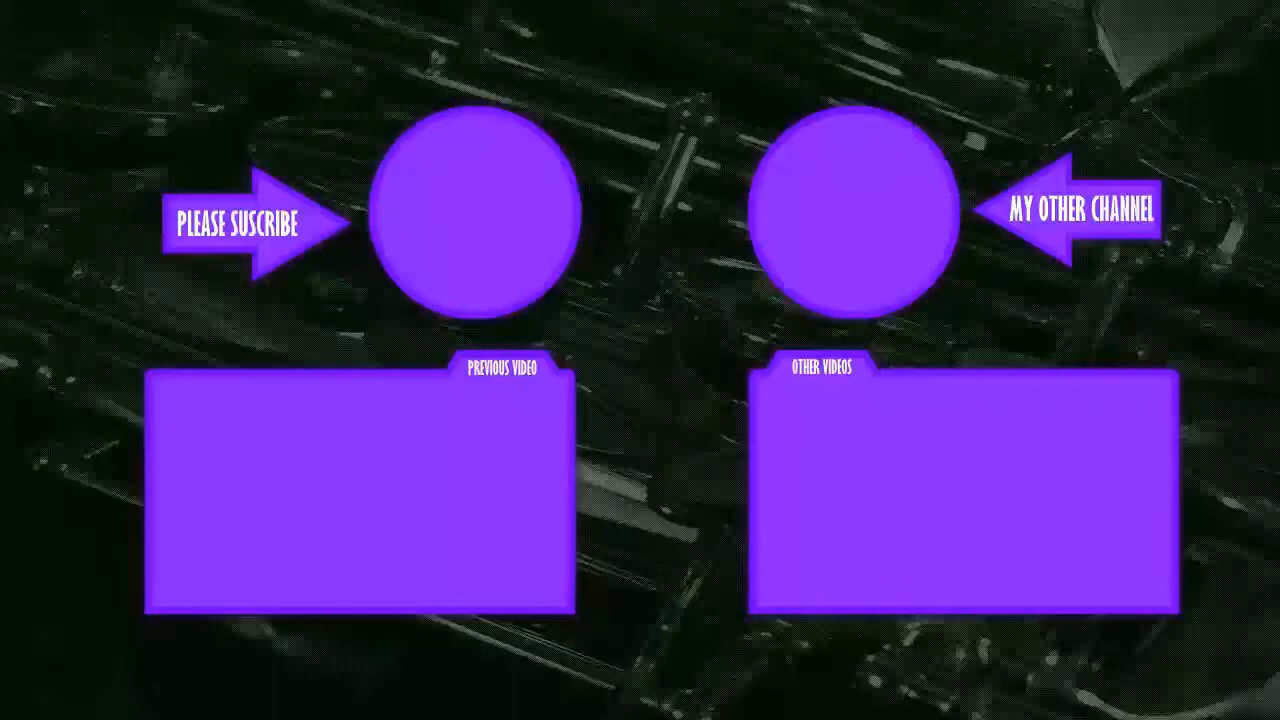 PLEASE SUSCRIBE
MY OTHER CHANNEL
PREVIOUS VIDEO
OTHER VIDEOS